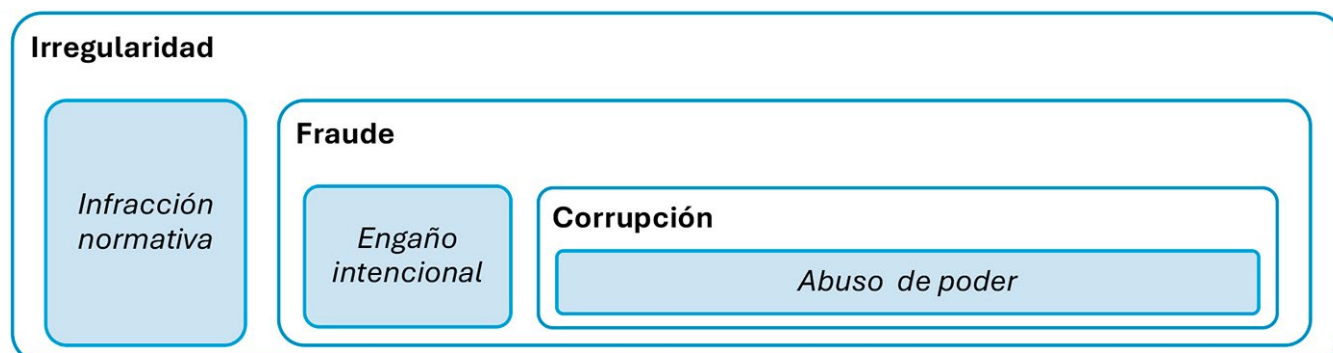 Irregularidad
Infracción
normativa
Fraude
Engaño
intencional
Corrupción
Abuso de poder